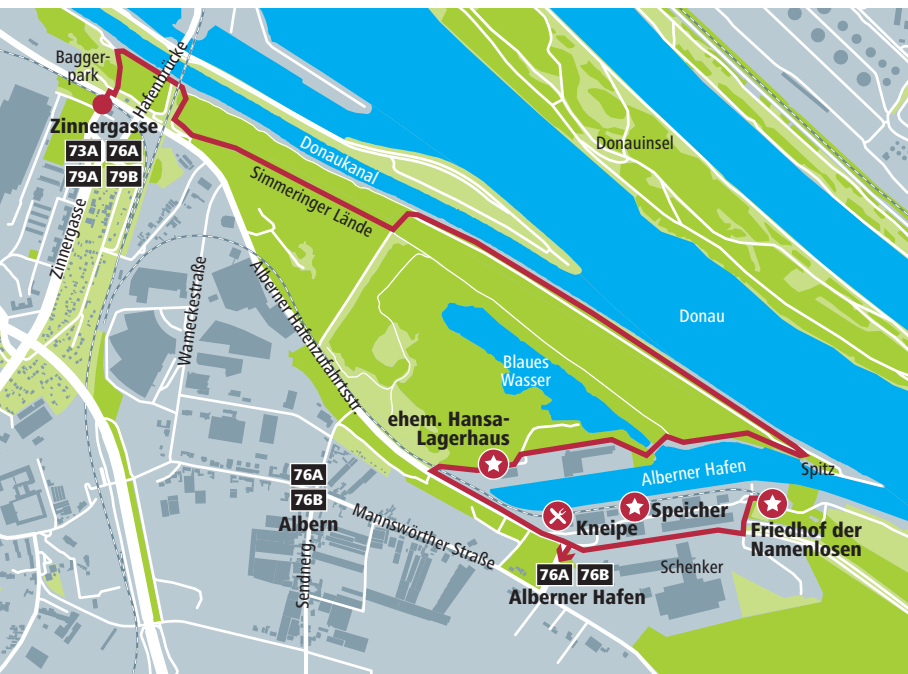 Bagger-
park
Hafenbrücke
Zinnergasse
73A 76A
79A 79B
Zinnergasse
Donaukanal
Donauinsel
Simmeringer Lände
Warneckestraße
Alberner Hafenzufahrtsstr.
Donau
Blaues
Wasser
ehem. Hansa-
Lagerhaus
Alberner Hafen
Spitz
76A
76B
Albern
Sendnerg.
Mannswörther Straße
Kneipe
Speicher
Friedhof der
Namenlosen
Schenker
76A 76B
Alberner Hafen